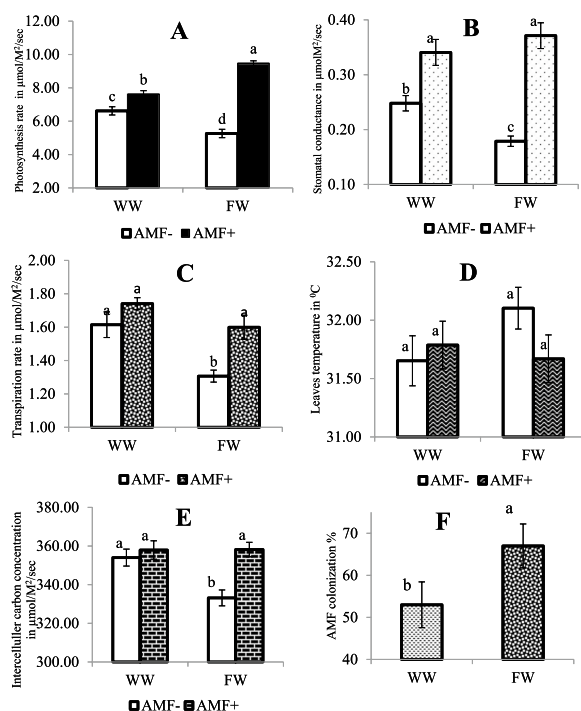 A
Photosynthesis rate in µmol/M²/sec
12.00
10.00
8.00
6.00
4.00
2.00
c
b
d
a
WW
FW
AMF- AMF+
B
Stomatal conductance in µmolM²/sec
0.40
0.30
0.20
0.10
b
a
c
a
WW
FW
AMF- AMF+
C
Transpiration rate in µmol/M²/sec
2.00
1.80
1.60
1.40
1.20
1.00
a
a
b
a
WW
FW
AMF- AMF+
D
Leaves temperature in ⁰C
32.50
32.00
31.50
31.00
a
a
a
a
WW
FW
AMF- AMF+
E
Intercelluller carbon concentration
in µmol/M²/sec
380.00
360.00
340.00
320.00
300.00
a
a
b
a
WW
FW
AMF- AMF+
F
AMF colonization %
70
60
50
40
b
a
WW
FW